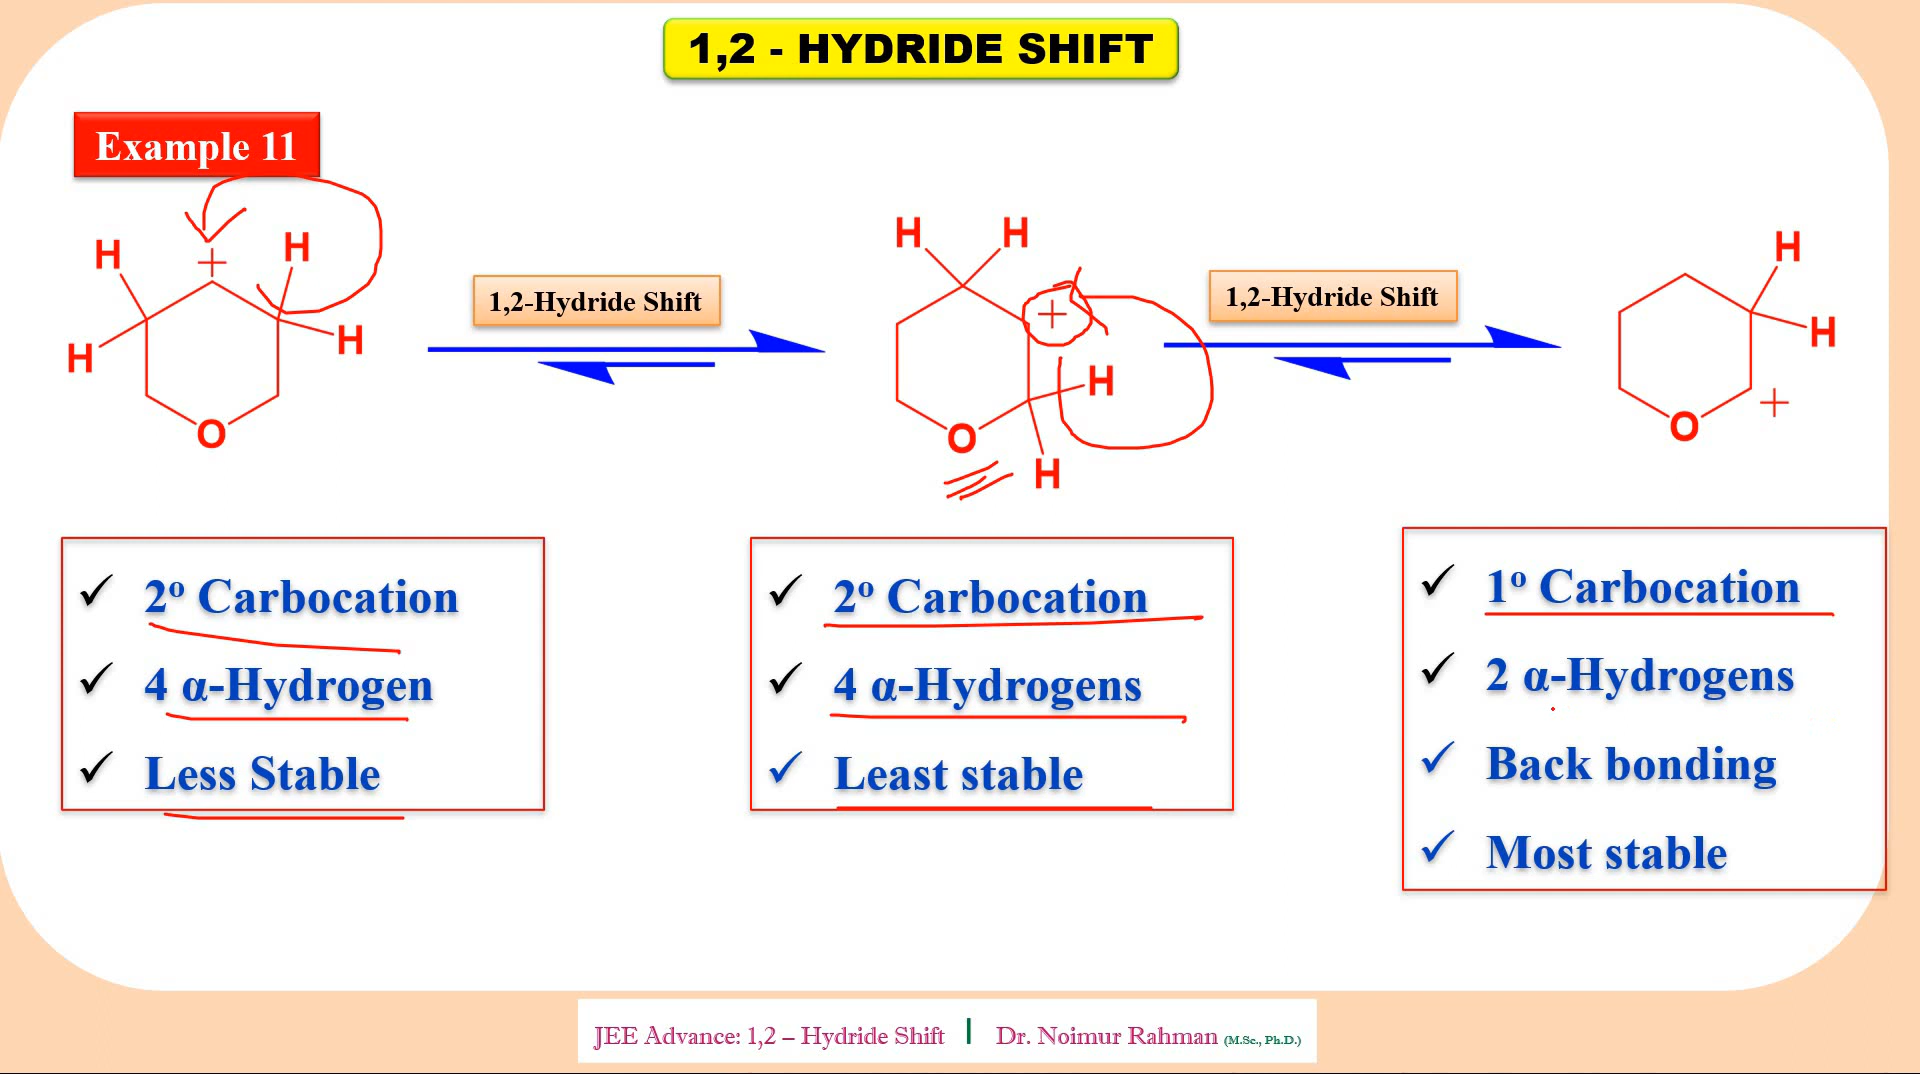 1,2 - HYDRIDE SHIFT
Example 11
H
H
+
H
H
O
1,2-Hydride Shift
H
H
+
H
H
O
1,2-Hydride Shift
H
H
+
O
✓ 2º Carbocation
✓ 4 α-Hydrogen
✓ Less Stable
✓ 2º Carbocation
✓ 4 α-Hydrogens
✓ Least stable
✓ 1º Carbocation
✓ 2 α-Hydrogens
✓ Back bonding
✓ Most stable
JEE Advance: 1,2 – Hydride Shift | Dr. Noimur Rahman (M.Sc., Ph.D.)